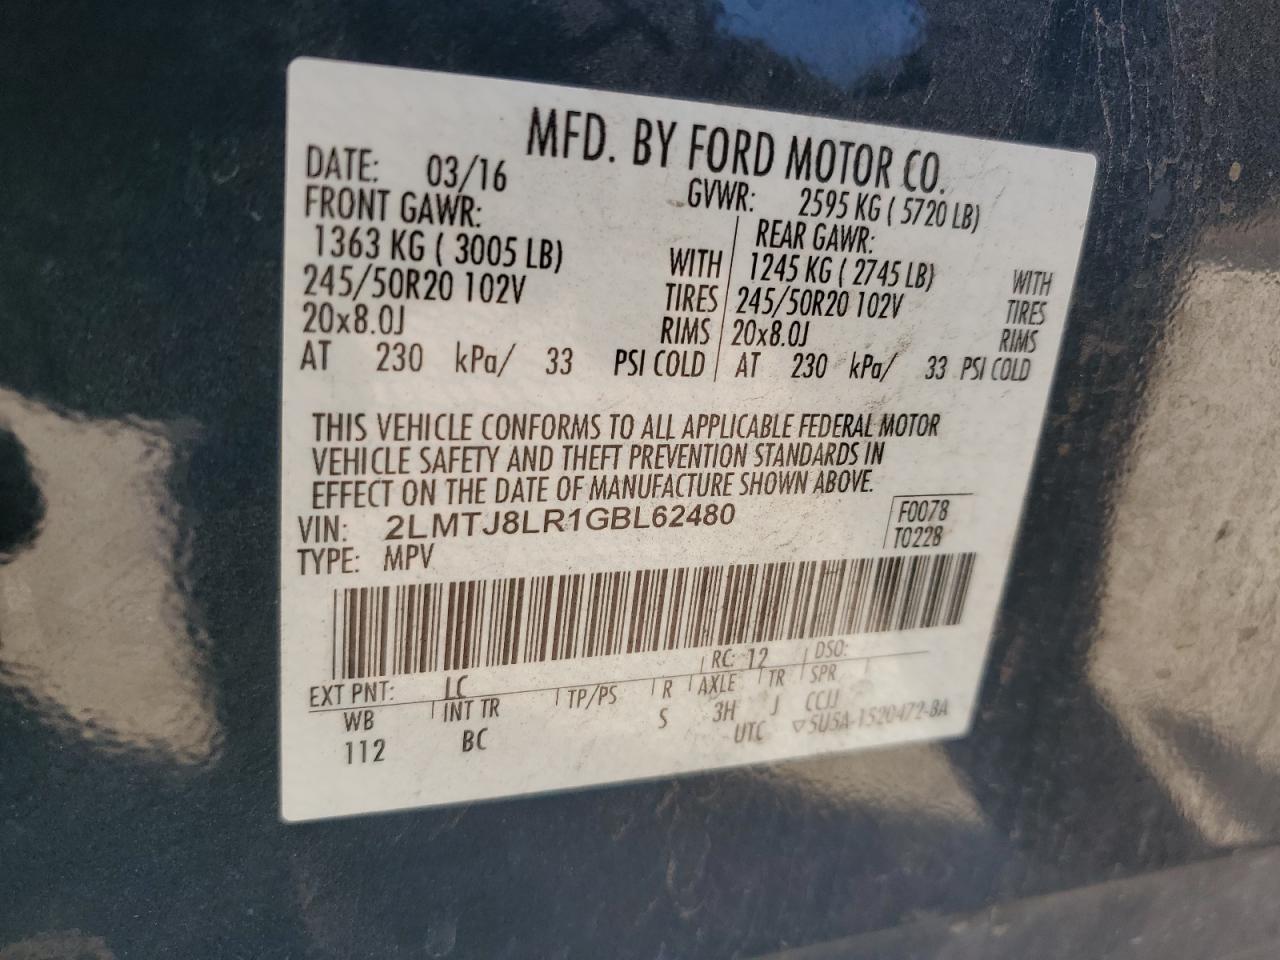 MFD. BY FORD MOTOR CO.
DATE: 03/16 GVWR: 2595 KG ( 5720 LB)
FRONT GAWR: REAR GAWR:
1363 KG ( 3005 LB) WITH 1245 KG ( 2745 LB) WITH
245/50R20 102V TIRES 245/50R20 102V TIRES
20x8.0J RIMS 20x8.0J RIMS
AT 230 kPa/ 33 PSI COLD AT 230 kPa/ 33 PSI COLD
THIS VEHICLE CONFORMS TO ALL APPLICABLE FEDERAL MOTOR
VEHICLE SAFETY AND THEFT PREVENTION STANDARDS IN
EFFECT ON THE DATE OF MANUFACTURE SHOWN ABOVE.
VIN: 2LMTJ8LR1GBL62480 F0078
TYPE: MPV T0228
EXT PNT: LC RC: 12 DSO:
WB INT TR TP/PS R AXLE TR SPR
112 BC S 3H J CCJJ
UTC ▽5U5A-1520472-BA